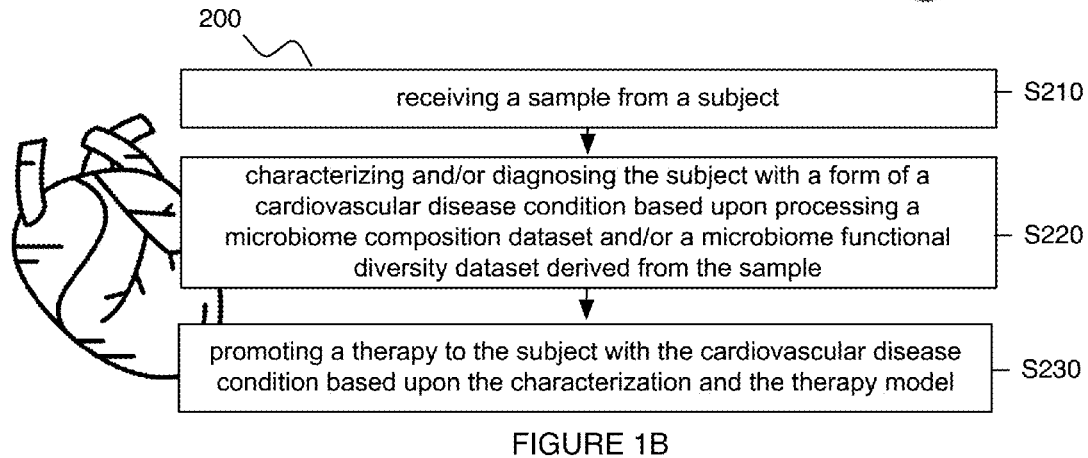 200
receiving a sample from a subject
S210
characterizing and/or diagnosing the subject with a form of a
cardiovascular disease condition based upon processing a
microbiome composition dataset and/or a microbiome functional
diversity dataset derived from the sample
S220
promoting a therapy to the subject with the cardiovascular disease
condition based upon the characterization and the therapy model
S230
FIGURE 1B